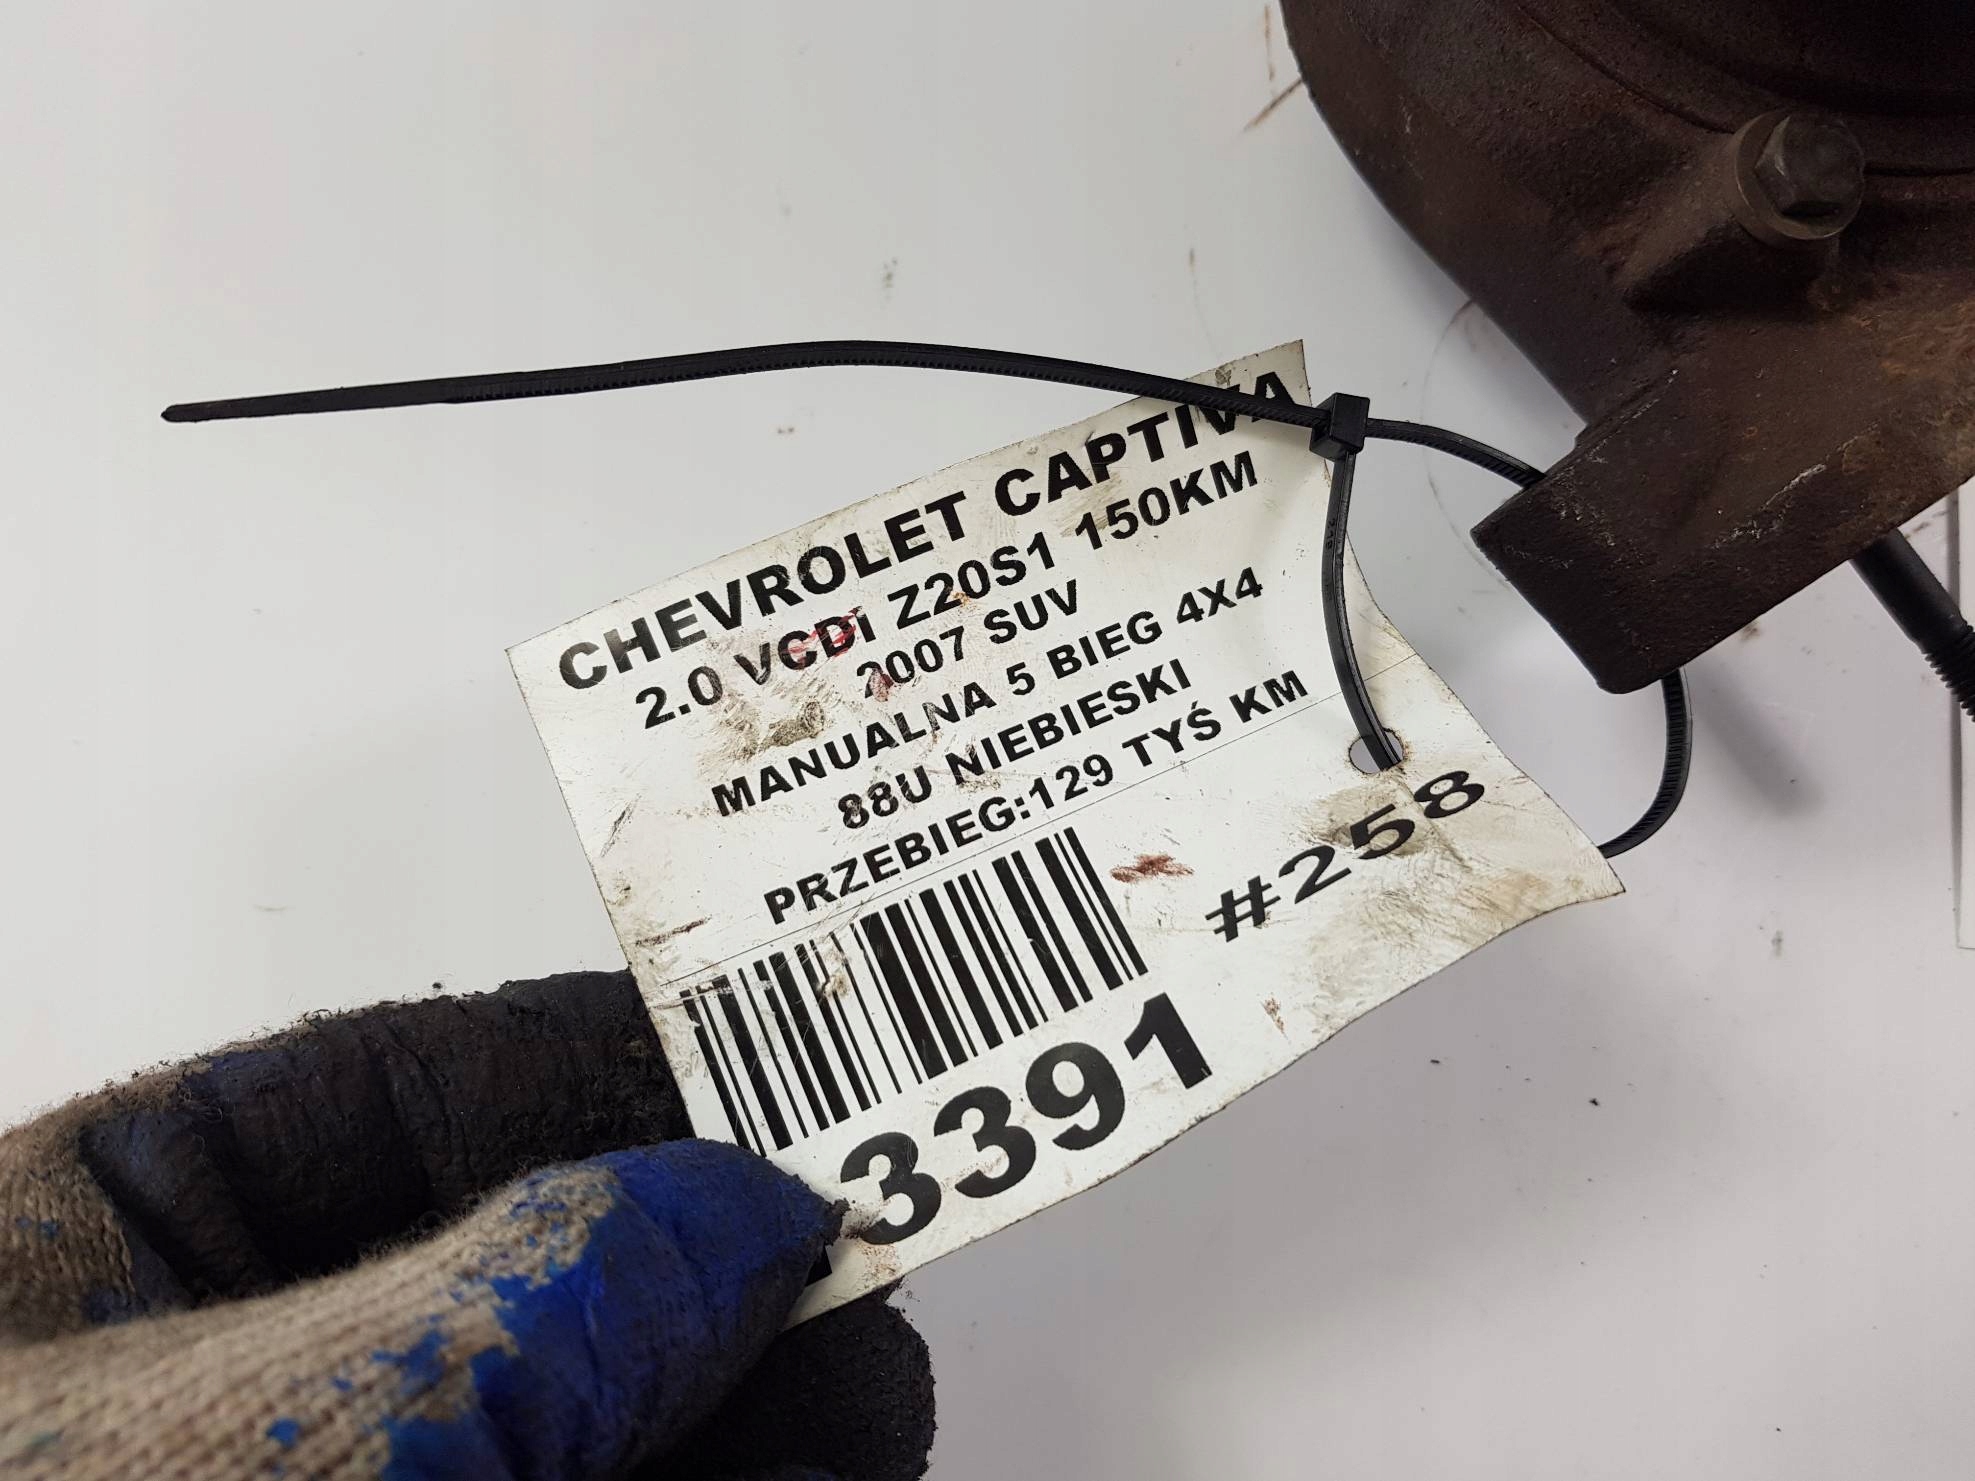 CHEVROLET CAPTIVA
2.0 VCDi Z20S1 150KM
2007 SUV
MANUALNA 5 BIEG 4X4
88U NIEBIESKI
PRZEBIEG:129 TYŚ KM
#258
3391